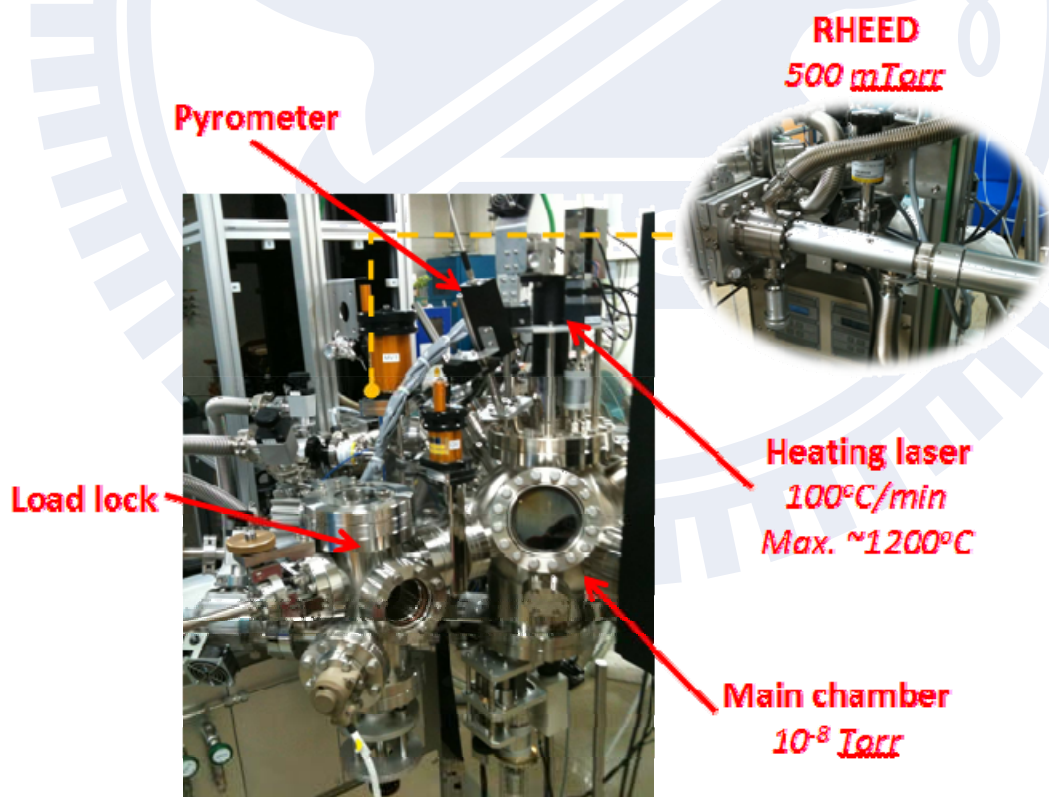 RHEED
500 mTorr
Pyrometer
Heating laser
100°C/min
Max. ~1200°C
Load lock
Main chamber
10⁻⁸ Torr